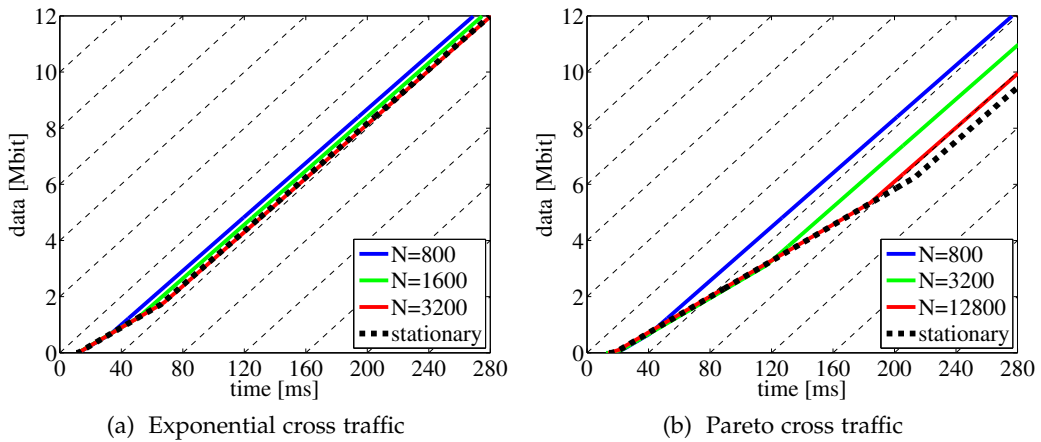 12
10
8
6
4
2
0
data [Mbit]
0 40 80 120 160 200 240 280
time [ms]
N=800
N=1600
N=3200
stationary
(a) Exponential cross traffic
12
10
8
6
4
2
0
data [Mbit]
0 40 80 120 160 200 240 280
time [ms]
N=800
N=3200
N=12800
stationary
(b) Pareto cross traffic